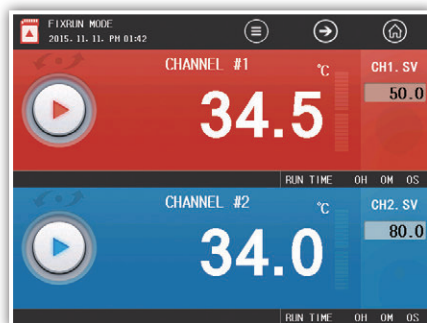 FIXRUN MODE
2015. 11. 11. PM 01:42
CHANNEL #1
℃
CH1. SV
34.5
50.0
RUN TIME 0H 0M 0S
CHANNEL #2
℃
CH2. SV
34.0
80.0
RUN TIME 0H 0M 0S